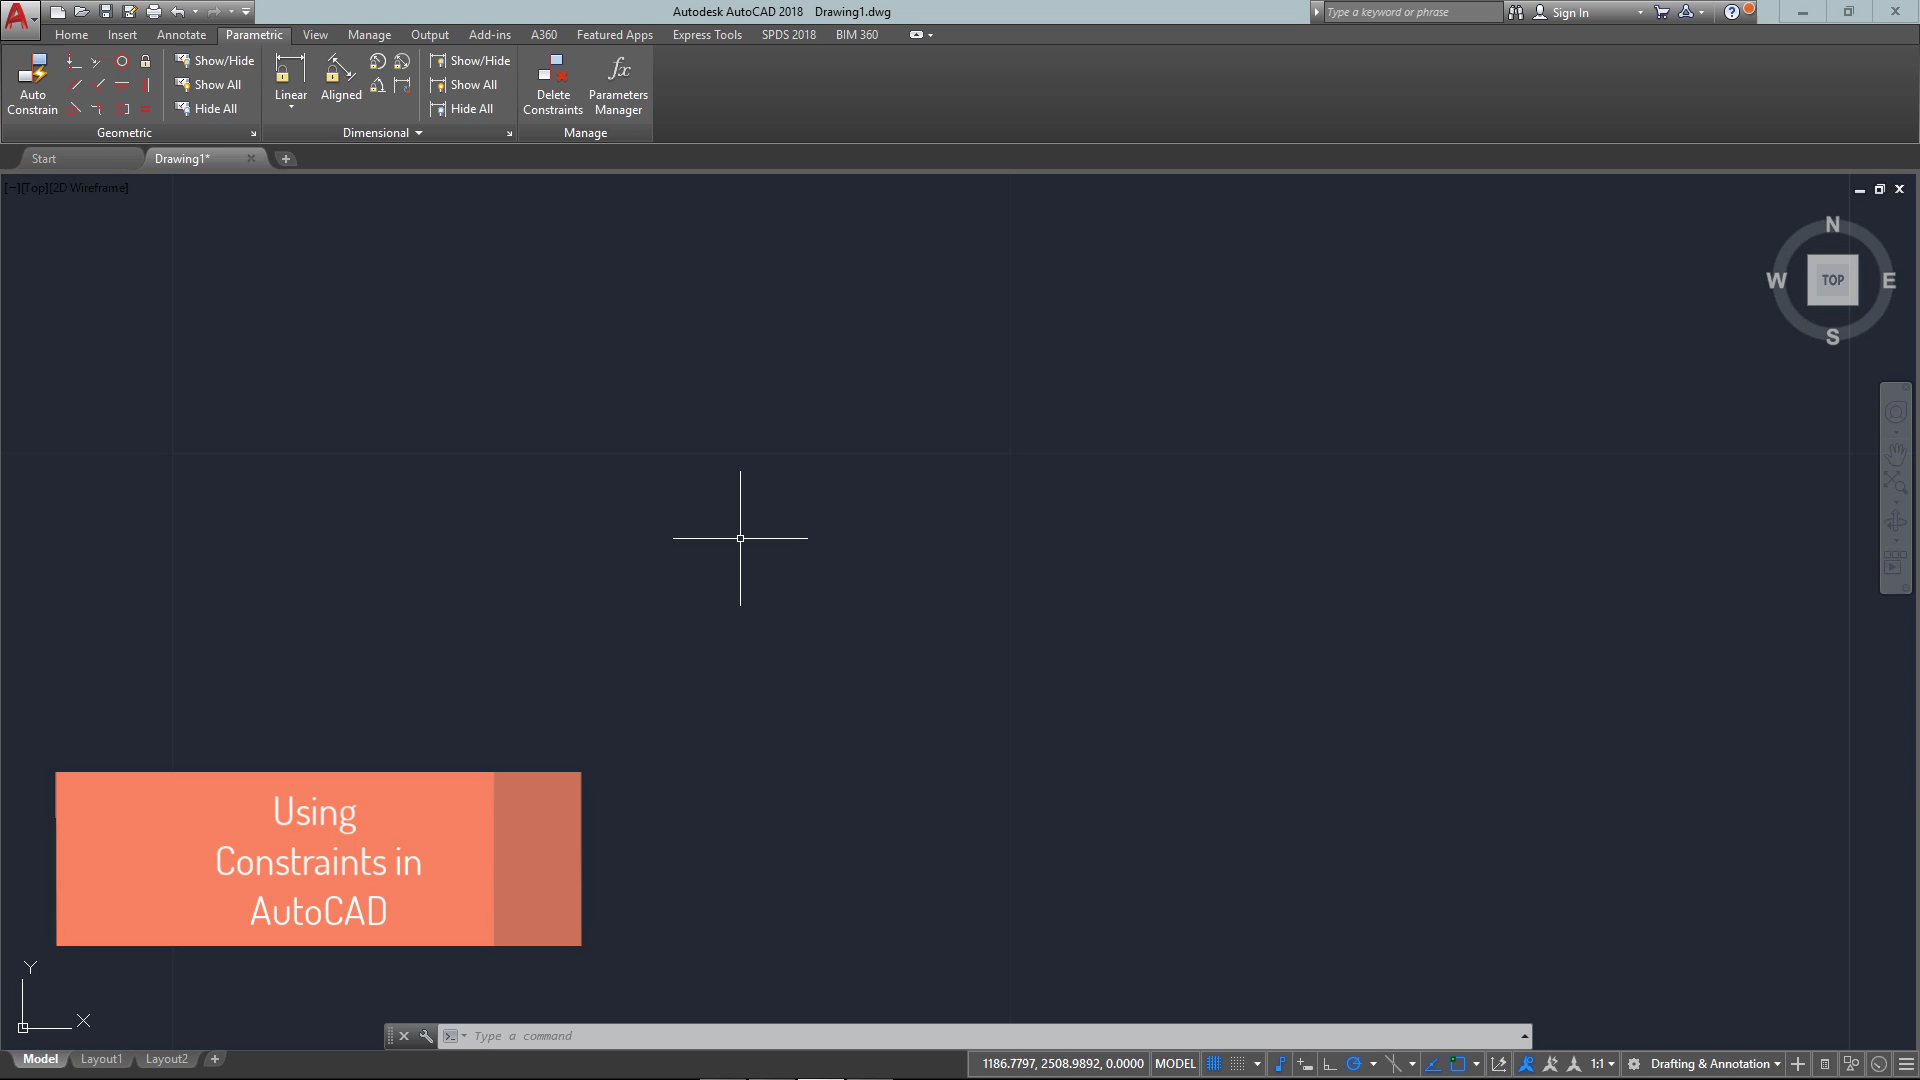 Autodesk AutoCAD 2018 Drawing1.dwg
Type a keyword or phrase
Sign In
Home Insert Annotate Parametric View Manage Output Add-ins A360 Featured Apps Express Tools SPDS 2018 BIM 360
Auto
Constrain
Show/Hide
Show All
Hide All
Geometric
Linear
Aligned
Show/Hide
Show All
Hide All
Dimensional
Delete
Constraints
Parameters
Manager
Manage
Start
Drawing1*
[−][Top][2D Wireframe]
N
W
TOP
E
S
Using
Constraints in
AutoCAD
Y
X
Type a command
Model Layout1 Layout2
1186.7797, 2508.9892, 0.0000 MODEL
1:1
Drafting & Annotation